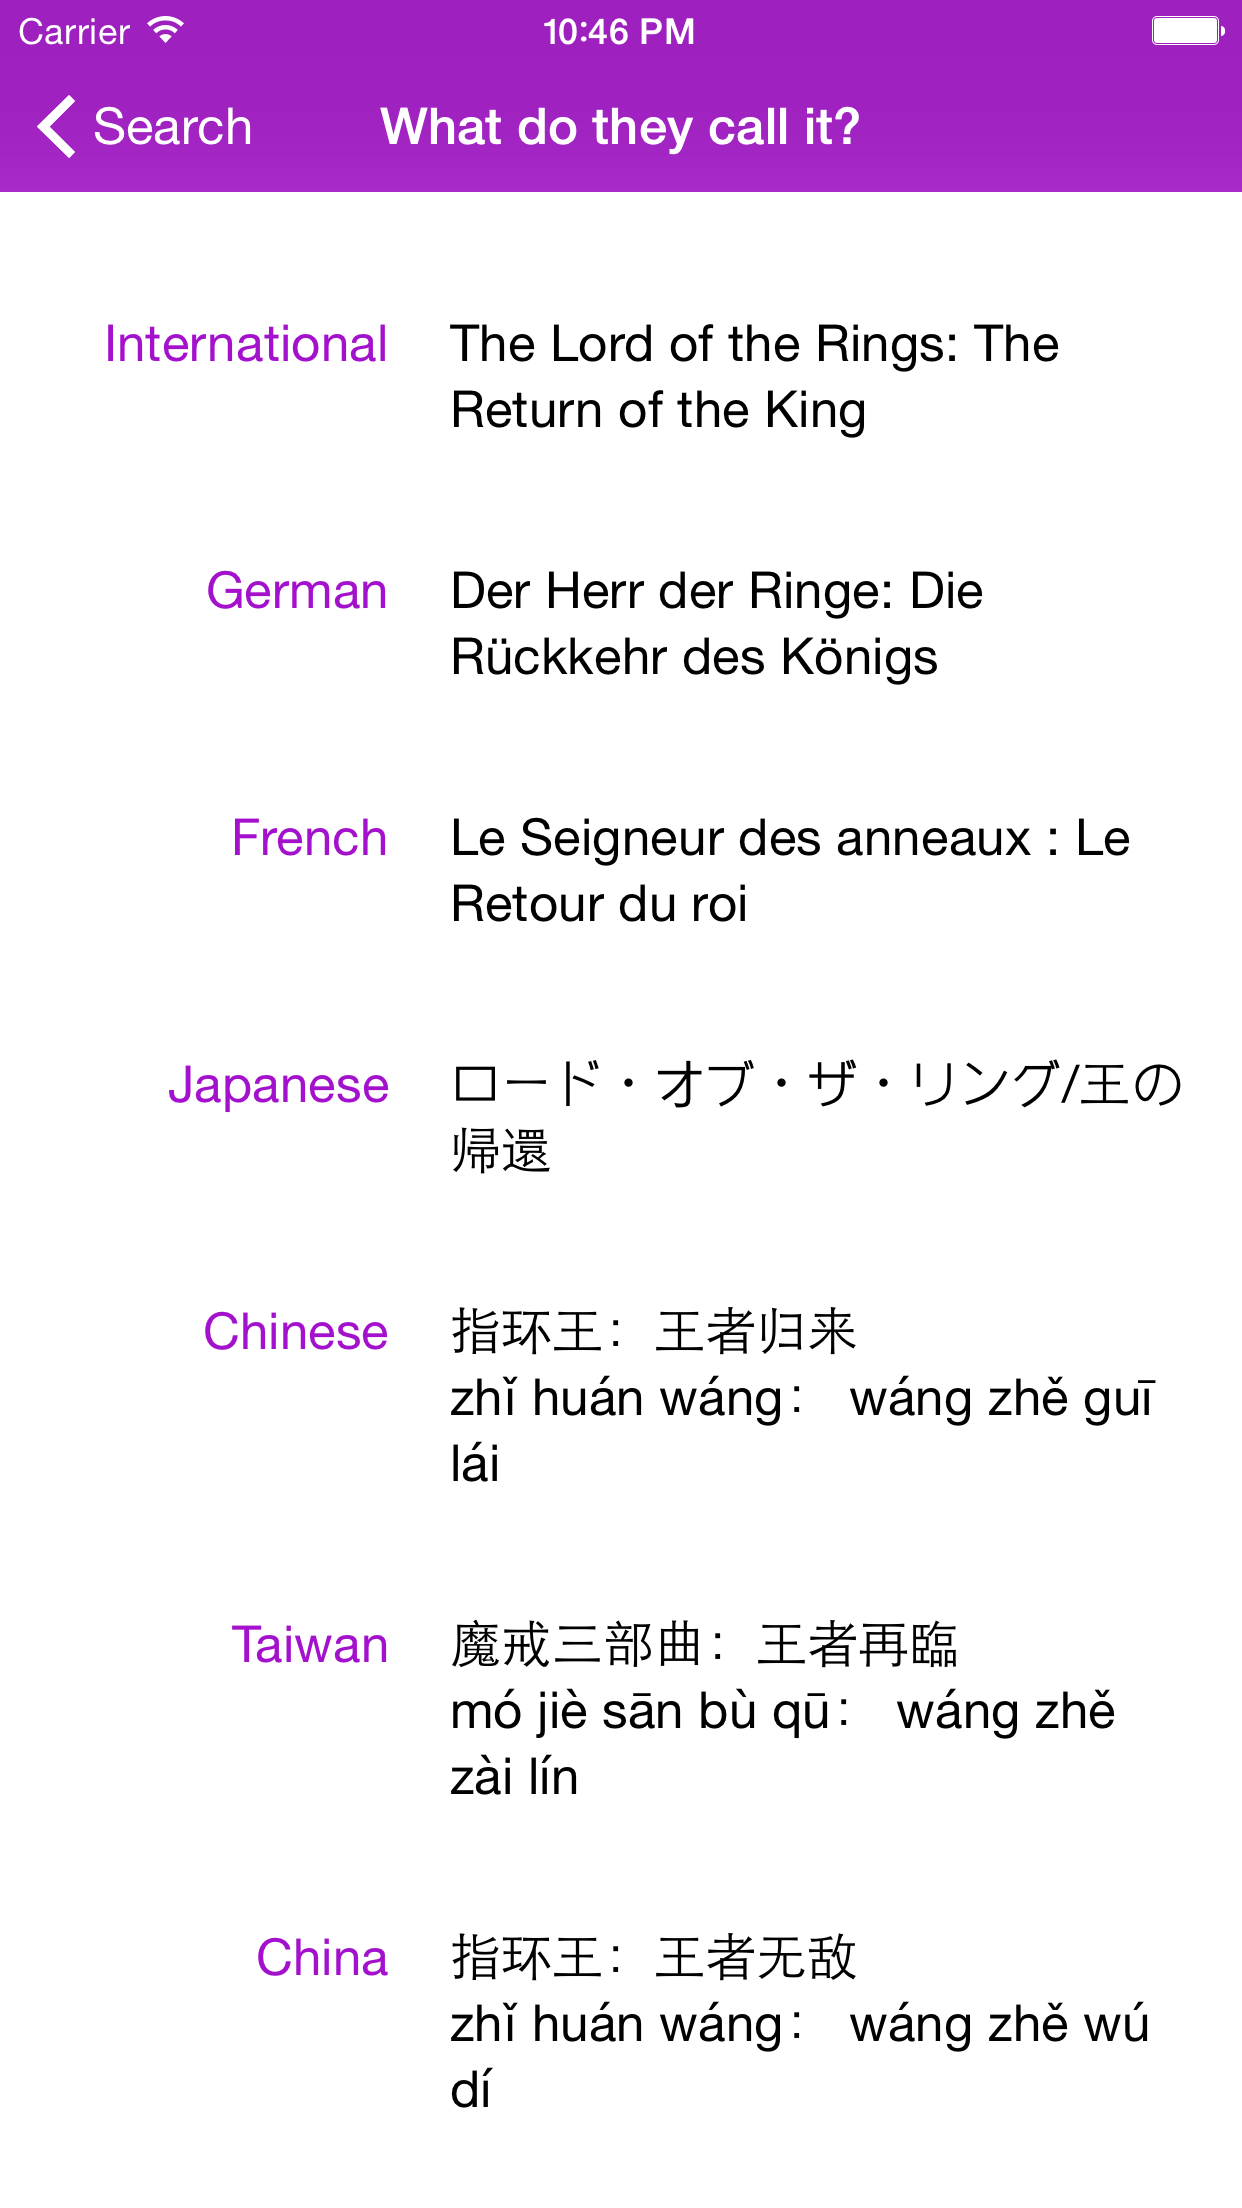 Carrier 10:46 PM
Search What do they call it?
International The Lord of the Rings: The
Return of the King
German Der Herr der Ringe: Die
Rückkehr des Königs
French Le Seigneur des anneaux : Le
Retour du roi
Japanese ロード・オブ・ザ・リング/王の
帰還
Chinese 指环王：王者归来
zhǐ huán wáng： wáng zhě guī
lái
Taiwan 魔戒三部曲：王者再臨
mó jiè sān bù qū： wáng zhě
zài lín
China 指环王：王者无敌
zhǐ huán wáng： wáng zhě wú
dí